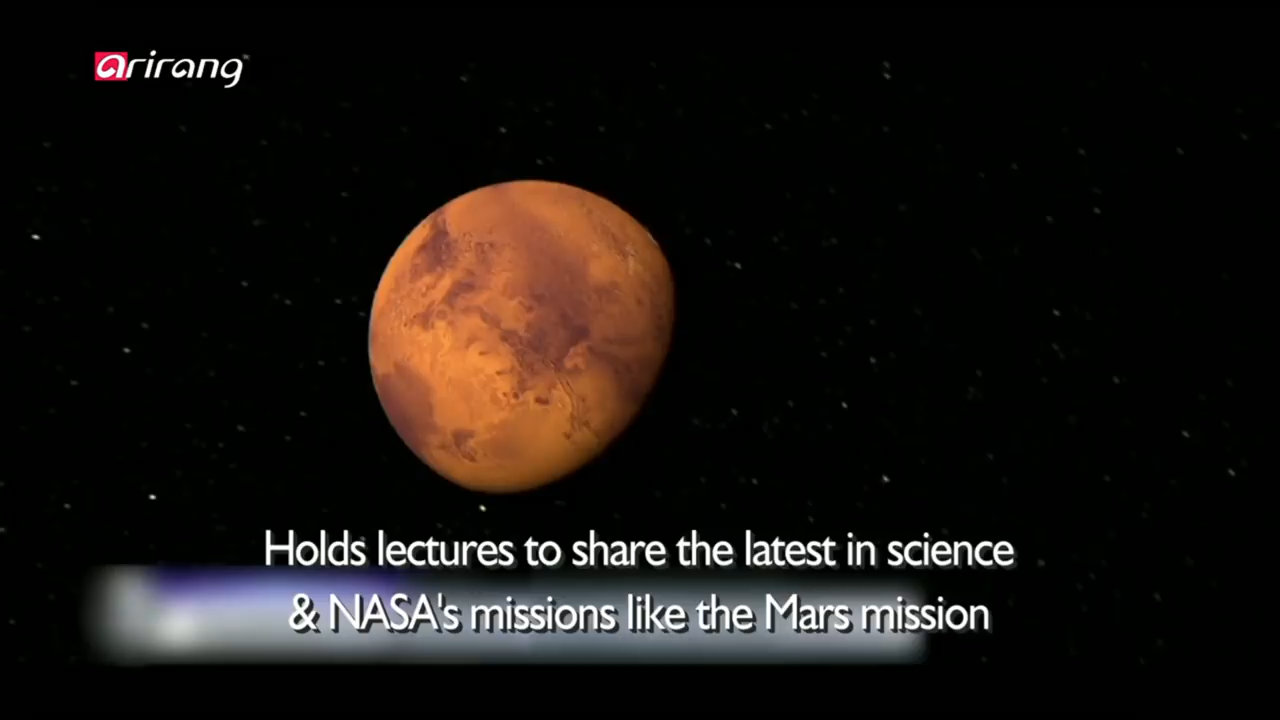 arirang
Holds lectures to share the latest in science
& NASA's missions like the Mars mission